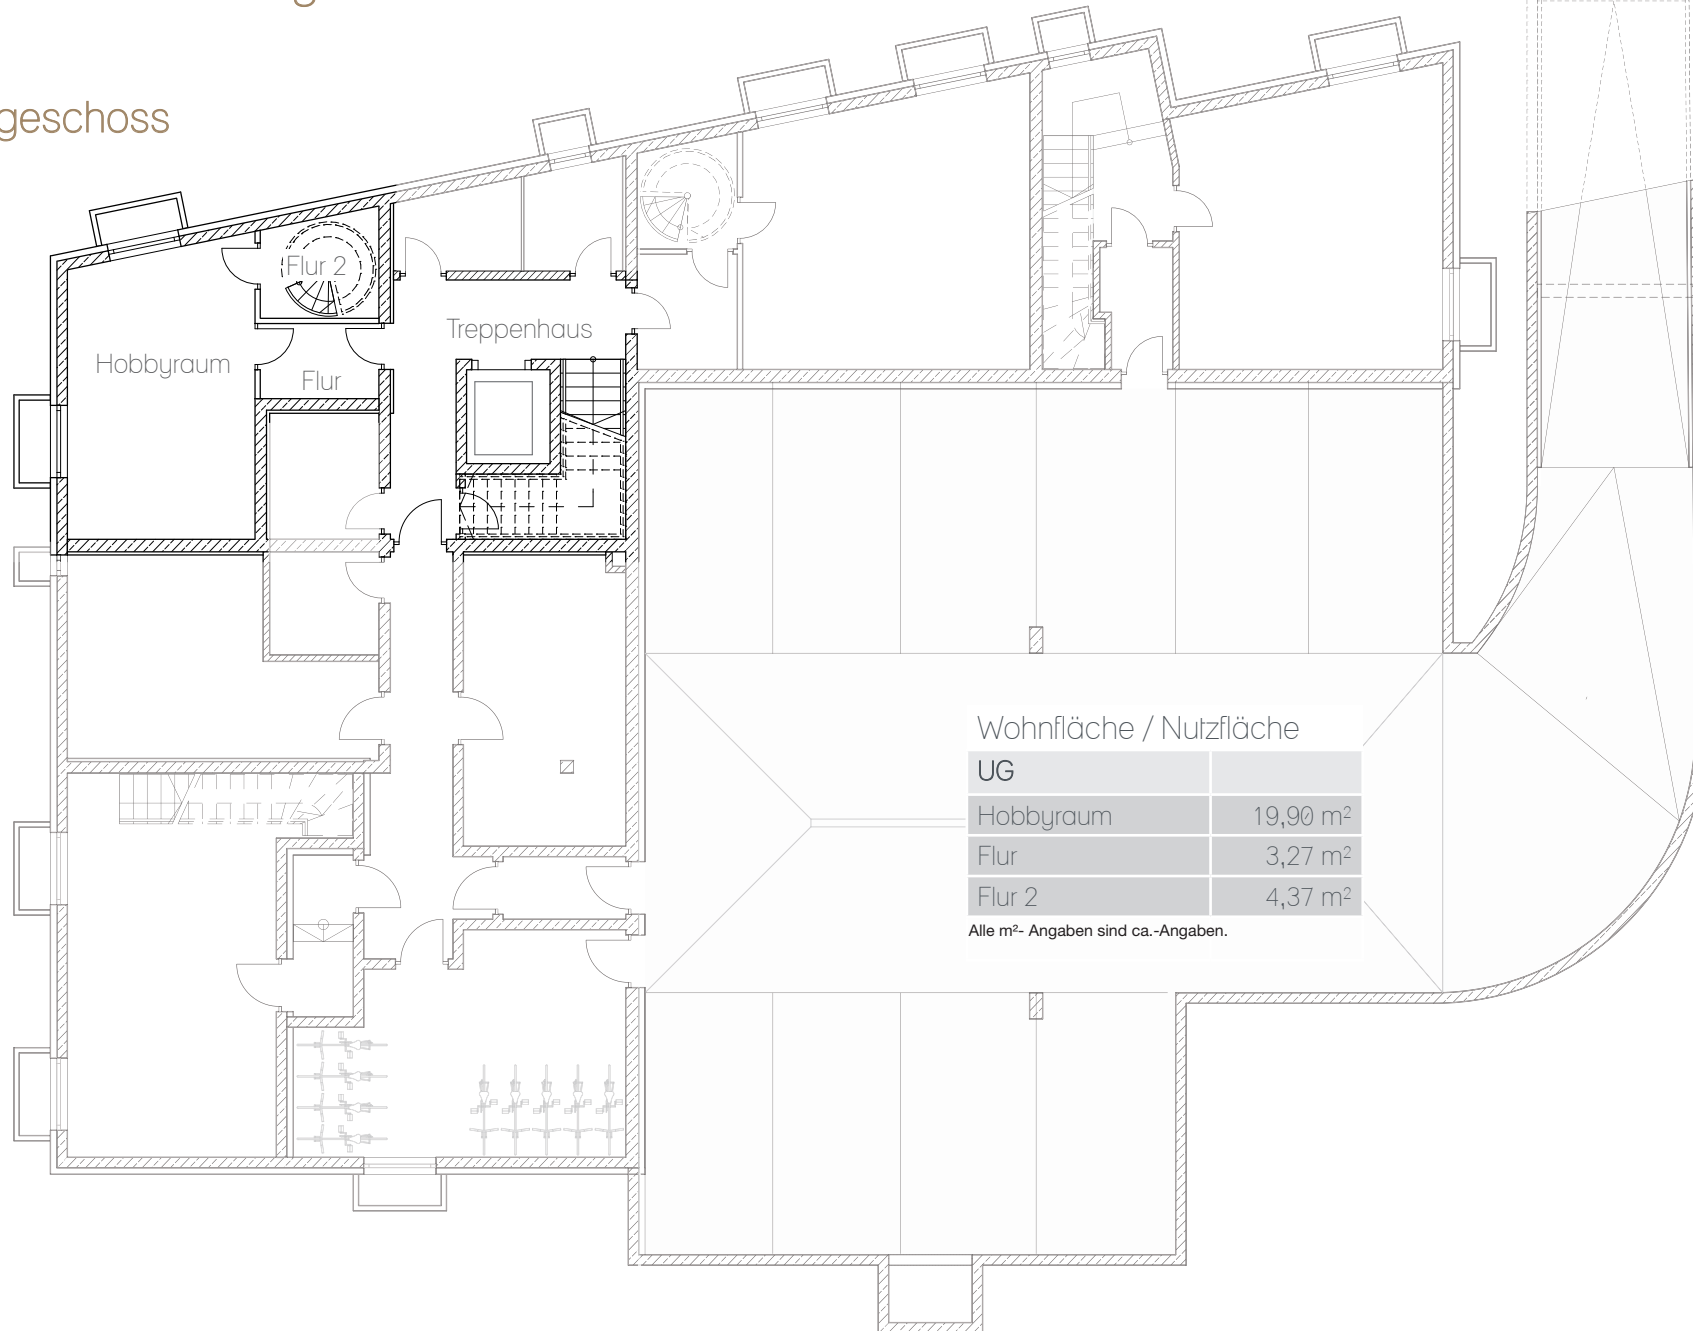 geschoss
Flur 2
Treppenhaus
Hobbyraum
Flur
Wohnfläche / Nutzfläche
UG
Hobbyraum 19,90 m²
Flur 3,27 m²
Flur 2 4,37 m²
Alle m²- Angaben sind ca.-Angaben.